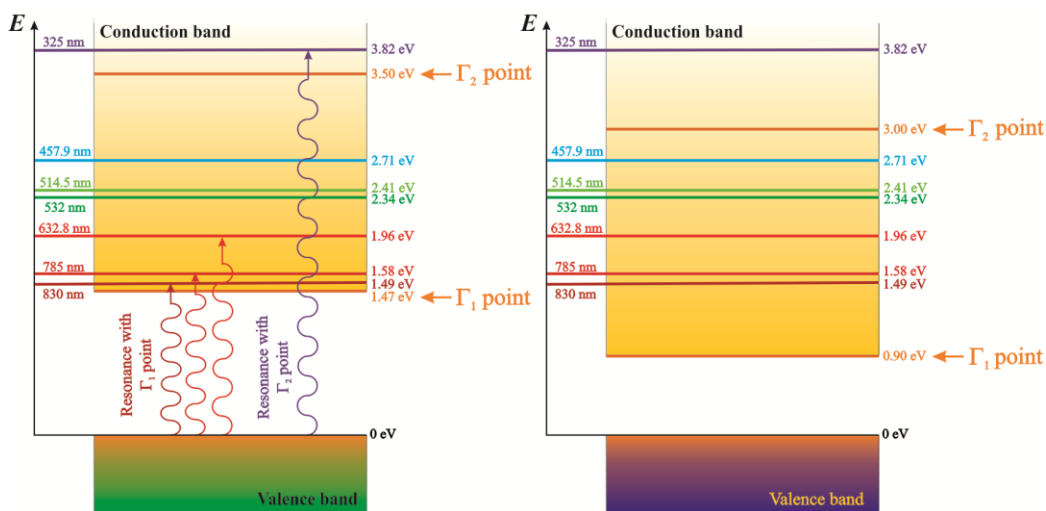 E
Conduction band
325 nm
3.82 eV
3.50 eV
Γ₂ point
457.9 nm
2.71 eV
514.5 nm
2.41 eV
532 nm
2.34 eV
632.8 nm
1.96 eV
785 nm
1.58 eV
1.49 eV
830 nm
1.47 eV
Γ₁ point
Resonance with
Γ₁ point
Resonance with
Γ₂ point
0 eV
Valence band
E
Conduction band
325 nm
3.82 eV
3.00 eV
Γ₂ point
457.9 nm
2.71 eV
514.5 nm
2.41 eV
532 nm
2.34 eV
632.8 nm
1.96 eV
785 nm
1.58 eV
1.49 eV
830 nm
0.90 eV
Γ₁ point
0 eV
Valence band